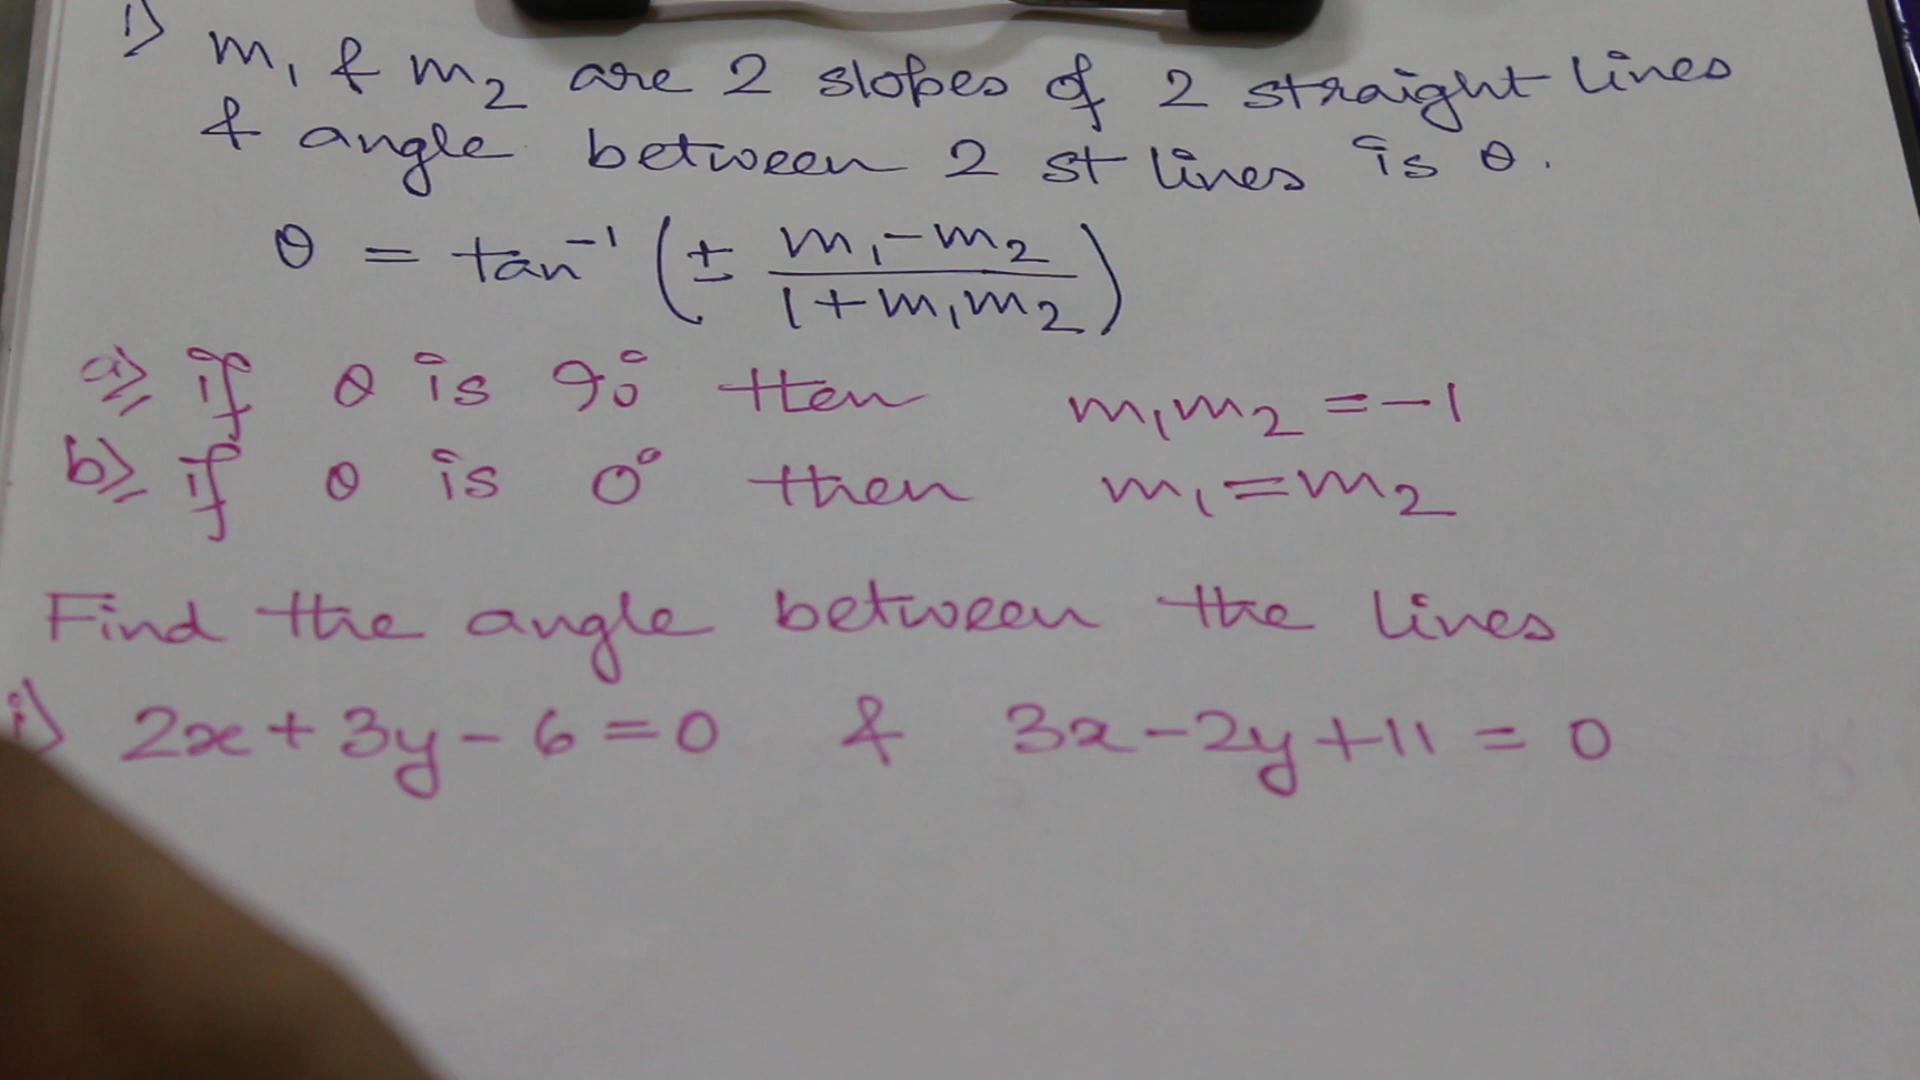 1) m₁ & m₂ are 2 slopes of 2 straight lines
& angle between 2 st lines is θ.
θ = tan⁻¹ (± (m₁-m₂)/(1+m₁m₂))
a) if θ is 90° then m₁m₂ = -1
b) if θ is 0° then m₁ = m₂
Find the angle between the lines
i) 2x + 3y - 6 = 0 & 3x - 2y + 11 = 0